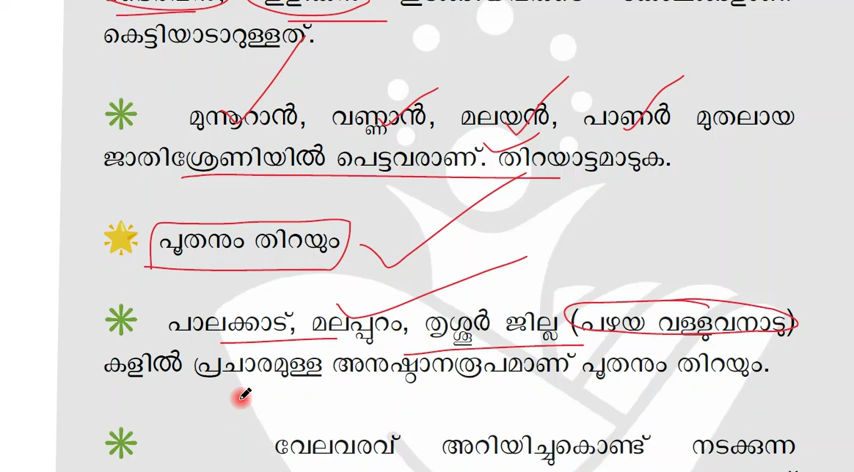 കെട്ടിയാടാറുള്ളത്.
മുന്നൂറാൻ, വണ്ണാൻ, മലയൻ, പാണർ മുതലായ
ജാതിശ്രേണിയിൽ പെട്ടവരാണ്. തിറയാട്ടമാടുക.
പൂതനും തിറയും
പാലക്കാട്, മലപ്പുറം, തൃശ്ശൂർ ജില്ല (പഴയ വള്ളുവനാടു)
കളിൽ പ്രചാരമുള്ള അനുഷ്ഠാനരൂപമാണ് പൂതനും തിറയും.
വേലവരവ് അറിയിച്ചുകൊണ്ട് നടക്കുന്ന